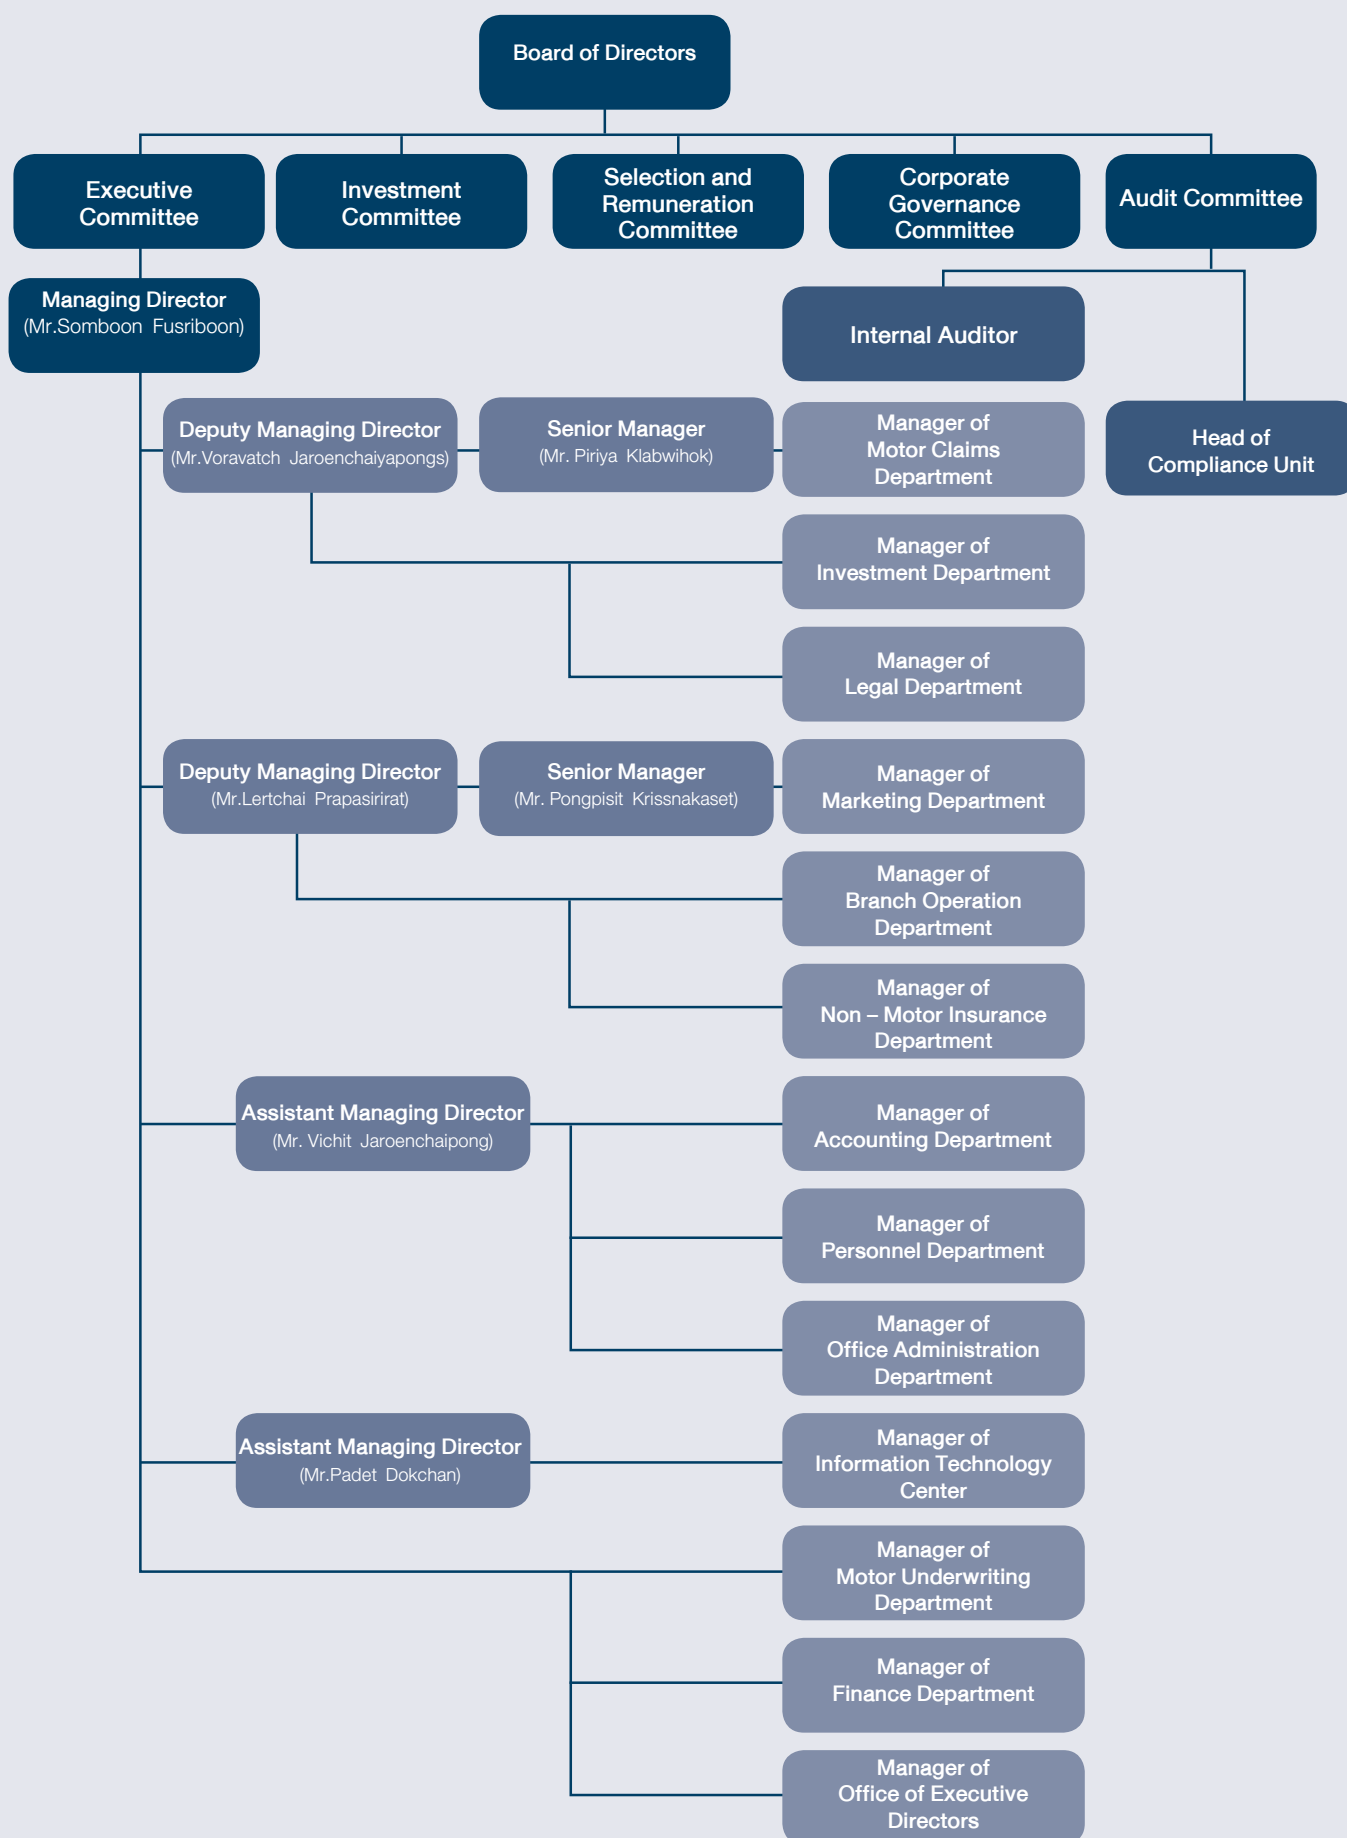 Board of Directors
Executive
Committee
Investment
Committee
Selection and
Remuneration
Committee
Corporate
Governance
Committee
Audit Committee
Managing Director
(Mr.Somboon Fusriboon)
Internal Auditor
Head of
Compliance Unit
Deputy Managing Director
(Mr.Voravatch Jaroenchaiyapongs)
Senior Manager
(Mr. Piriya Klabwihok)
Manager of
Motor Claims
Department
Manager of
Investment Department
Manager of
Legal Department
Deputy Managing Director
(Mr.Lertchai Prapasirirat)
Senior Manager
(Mr. Pongpisit Krissnakaset)
Manager of
Marketing Department
Manager of
Branch Operation
Department
Manager of
Non – Motor Insurance
Department
Assistant Managing Director
(Mr. Vichit Jaroenchaipong)
Manager of
Accounting Department
Manager of
Personnel Department
Manager of
Office Administration
Department
Assistant Managing Director
(Mr.Padet Dokchan)
Manager of
Information Technology
Center
Manager of
Motor Underwriting
Department
Manager of
Finance Department
Manager of
Office of Executive
Directors